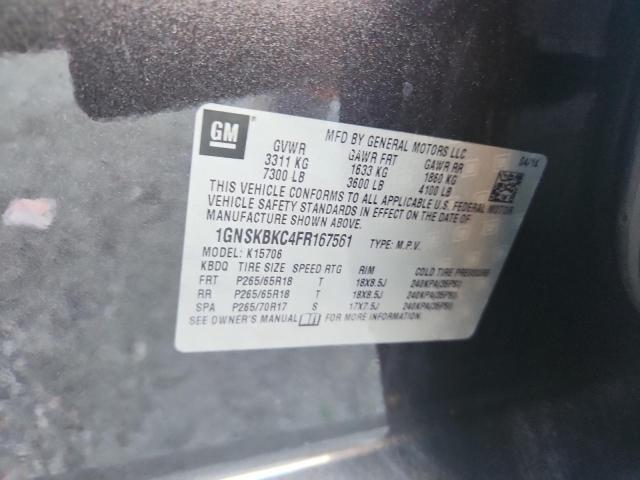 GM
MFD BY GENERAL MOTORS LLC 04/14
GVWR GAWR FRT GAWR RR
3311 KG 1633 KG 1860 KG
7300 LB 3600 LB 4100 LB
THIS VEHICLE CONFORMS TO ALL APPLICABLE U.S. FEDERAL MOTOR
VEHICLE SAFETY STANDARDS IN EFFECT ON THE DATE OF
MANUFACTURE SHOWN ABOVE.
1GNSKBKC4FR167561 TYPE: M.P.V.
MODEL: K15706
KBDQ TIRE SIZE SPEED RTG RIM COLD TIRE PRESSURE
FRT P265/65R18 T 18X8.5J 240KPA(35PSI)
RR P265/65R18 T 18X8.5J 240KPA(35PSI)
SPA P265/70R17 S 17X7.5J 240KPA(35PSI)
SEE OWNER'S MANUAL FOR MORE INFORMATION.